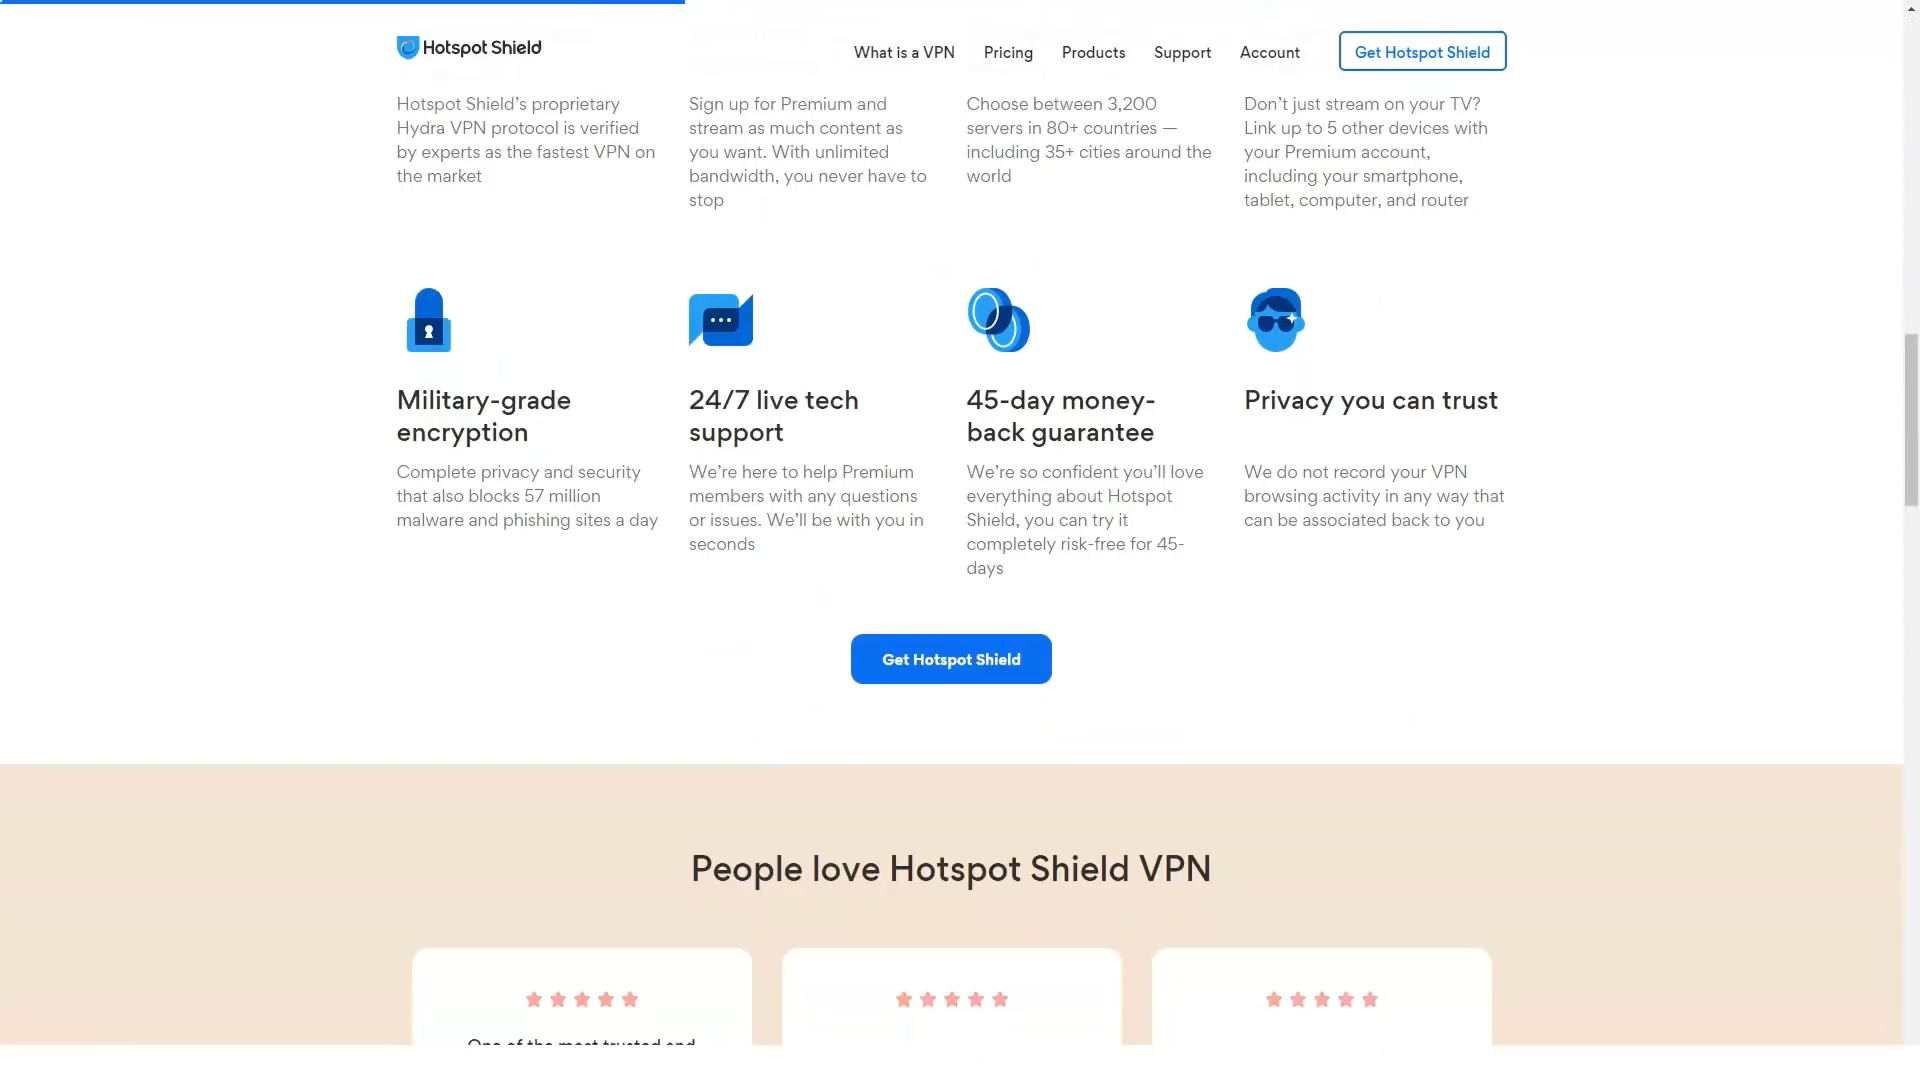 Hotspot Shield
What is a VPN
Pricing
Products
Support
Account
Get Hotspot Shield
Hotspot Shield’s proprietary
Hydra VPN protocol is verified
by experts as the fastest VPN on
the market
Sign up for Premium and
stream as much content as
you want. With unlimited
bandwidth, you never have to
stop
Choose between 3,200
servers in 80+ countries —
including 35+ cities around the
world
Don’t just stream on your TV?
Link up to 5 other devices with
your Premium account,
including your smartphone,
tablet, computer, and router
Military-grade
encryption
Complete privacy and security
that also blocks 57 million
malware and phishing sites a day
24/7 live tech
support
We’re here to help Premium
members with any questions
or issues. We’ll be with you in
seconds
45-day money-
back guarantee
We’re so confident you’ll love
everything about Hotspot
Shield, you can try it
completely risk-free for 45-
days
Privacy you can trust
We do not record your VPN
browsing activity in any way that
can be associated back to you
Get Hotspot Shield
People love Hotspot Shield VPN
One of the most trusted and